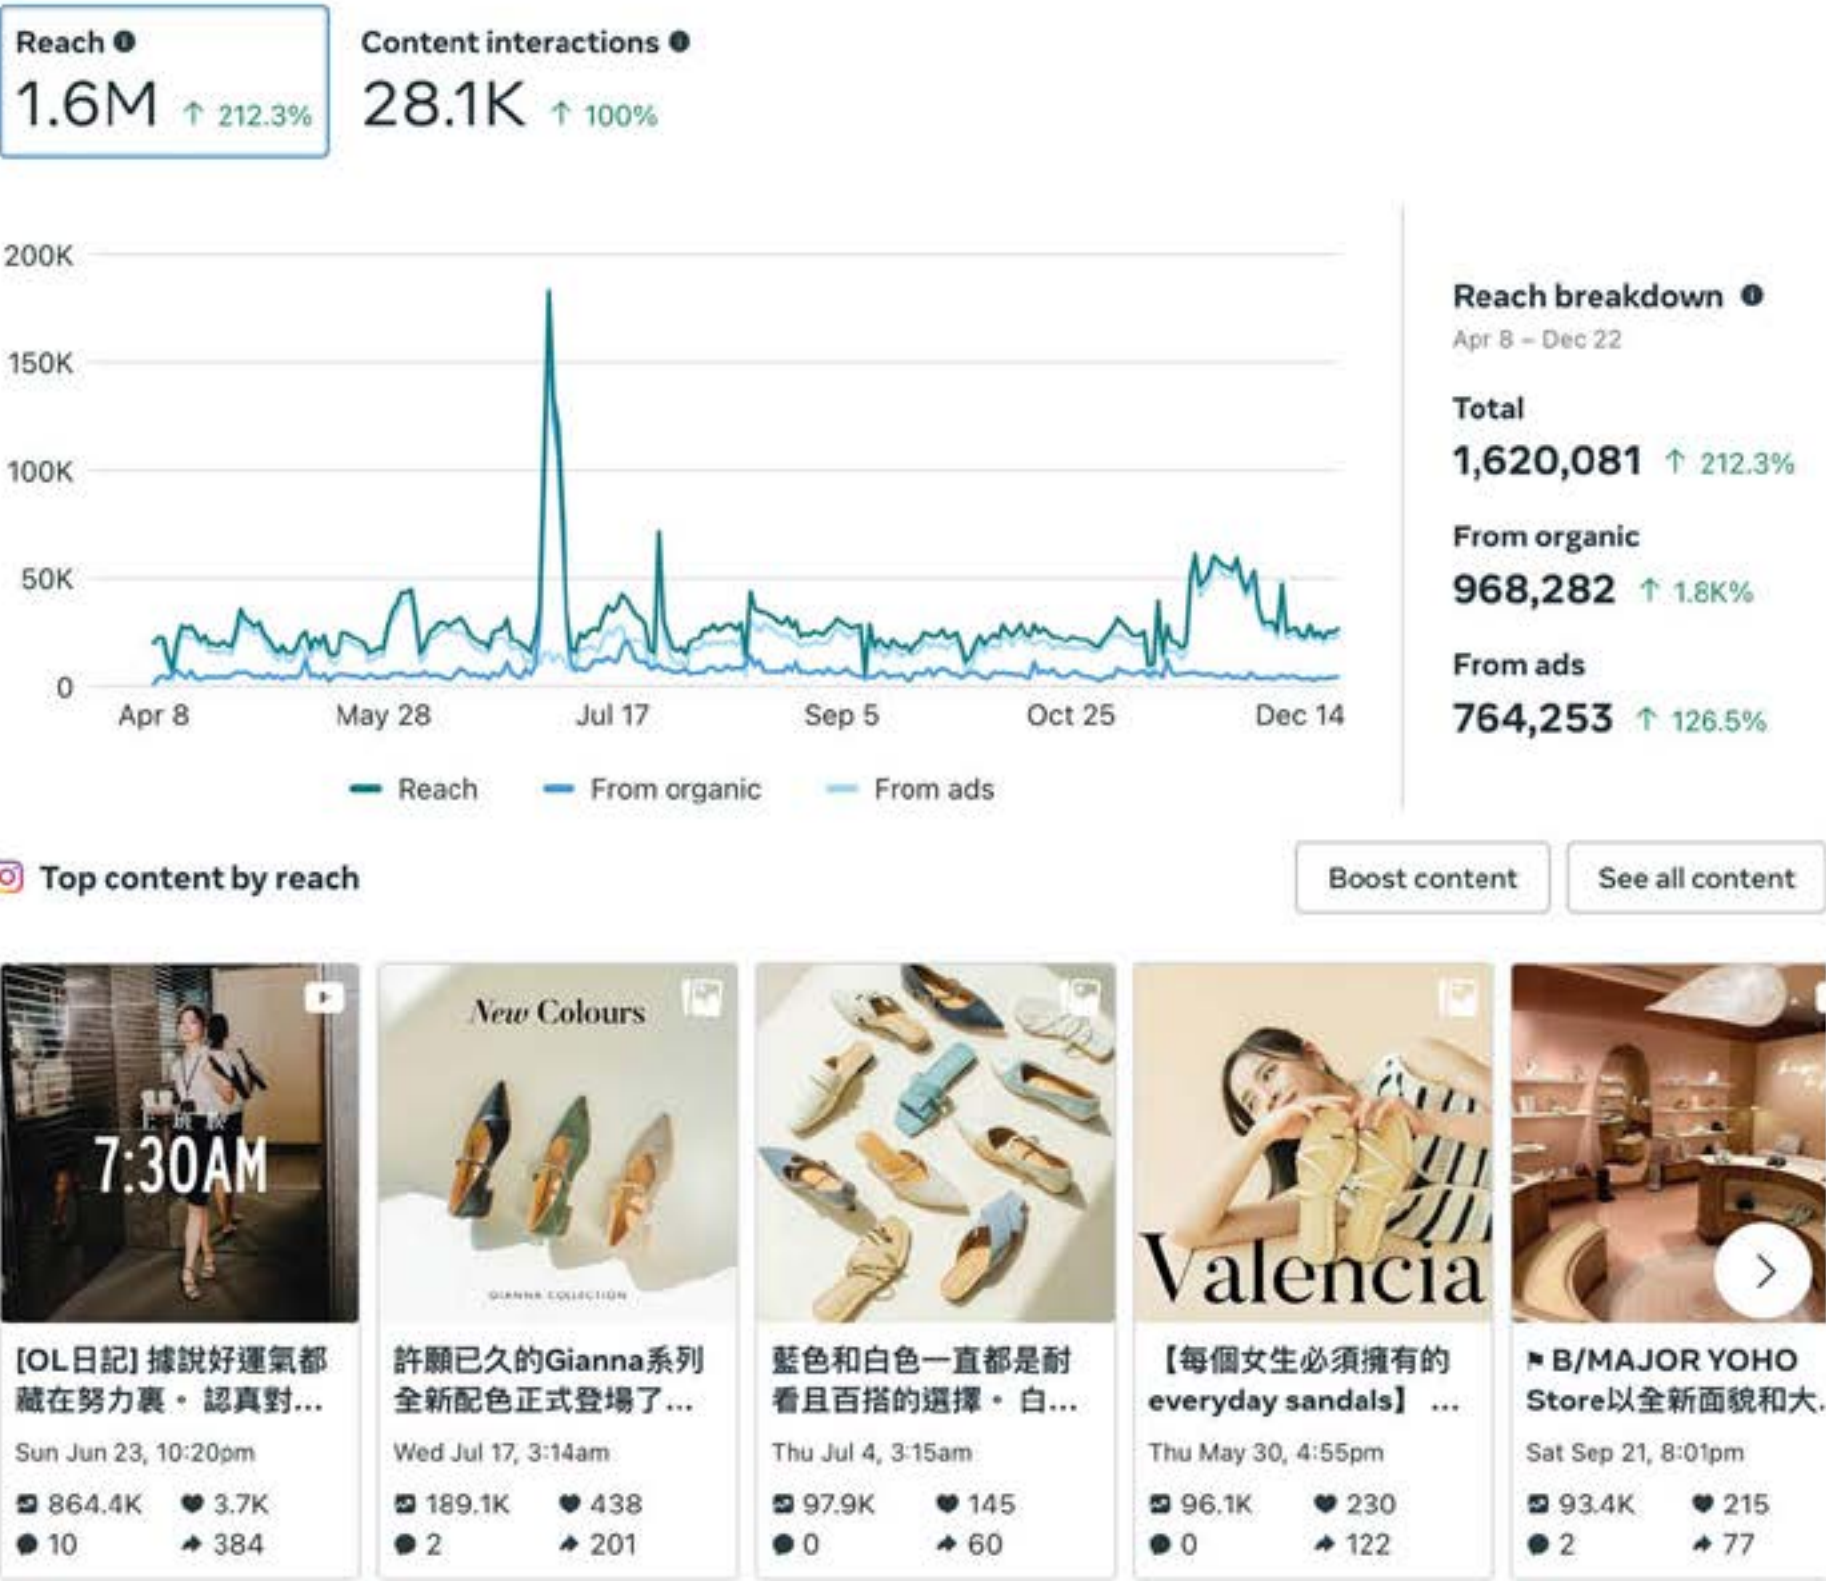 Reach
1.6M ↑ 212.3%
Content interactions
28.1K ↑ 100%
200K
150K
100K
50K
0
Apr 8
May 28
Jul 17
Sep 5
Oct 25
Dec 14
Reach
From organic
From ads
Reach breakdown
Apr 8 – Dec 22
Total
1,620,081 ↑ 212.3%
From organic
968,282 ↑ 1.8K%
From ads
764,253 ↑ 126.5%
Top content by reach
Boost content
See all content
7:30AM
[OL日記] 據說好運氣都
藏在努力裏。 認真對...
Sun Jun 23, 10:20pm
864.4K 3.7K
10 384
New Colours
GIANNA COLLECTION
許願已久的Gianna系列
全新配色正式登場了...
Wed Jul 17, 3:14am
189.1K 438
2 201
藍色和白色一直都是耐
看且百搭的選擇。 白...
Thu Jul 4, 3:15am
97.9K 145
0 60
Valencia
【每個女生必須擁有的
everyday sandals】 ...
Thu May 30, 4:55pm
96.1K 230
0 122
⚑ B/MAJOR YOHO
Store以全新面貌和大.
Sat Sep 21, 8:01pm
93.4K 215
2 77